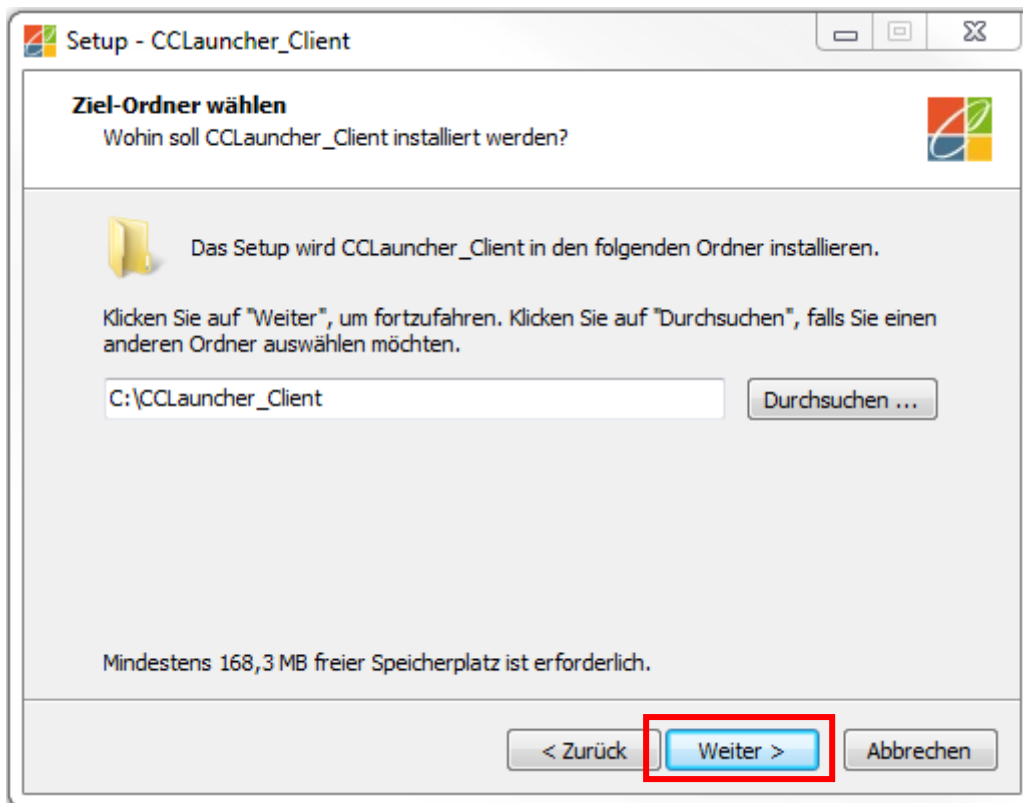 Setup - CCLauncher_Client
Ziel-Ordner wählen
Wohin soll CCLauncher_Client installiert werden?
Das Setup wird CCLauncher_Client in den folgenden Ordner installieren.
Klicken Sie auf "Weiter", um fortzufahren. Klicken Sie auf "Durchsuchen", falls Sie einen
anderen Ordner auswählen möchten.
C:\CCLauncher_Client
Durchsuchen ...
Mindestens 168,3 MB freier Speicherplatz ist erforderlich.
< Zurück
Weiter >
Abbrechen